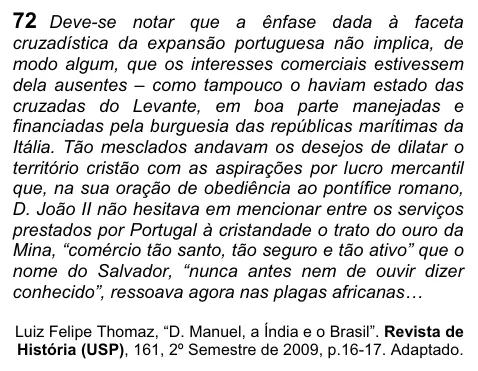 72 Deve-se notar que a ênfase dada à faceta
cruzadística da expansão portuguesa não implica, de
modo algum, que os interesses comerciais estivessem
dela ausentes – como tampouco o haviam estado das
cruzadas do Levante, em boa parte manejadas e
financiadas pela burguesia das repúblicas marítimas da
Itália. Tão mesclados andavam os desejos de dilatar o
território cristão com as aspirações por lucro mercantil
que, na sua oração de obediência ao pontífice romano,
D. João II não hesitava em mencionar entre os serviços
prestados por Portugal à cristandade o trato do ouro da
Mina, “comércio tão santo, tão seguro e tão ativo” que o
nome do Salvador, “nunca antes nem de ouvir dizer
conhecido”, ressoava agora nas plagas africanas…
Luiz Felipe Thomaz, “D. Manuel, a Índia e o Brasil”. Revista de
História (USP), 161, 2º Semestre de 2009, p.16-17. Adaptado.